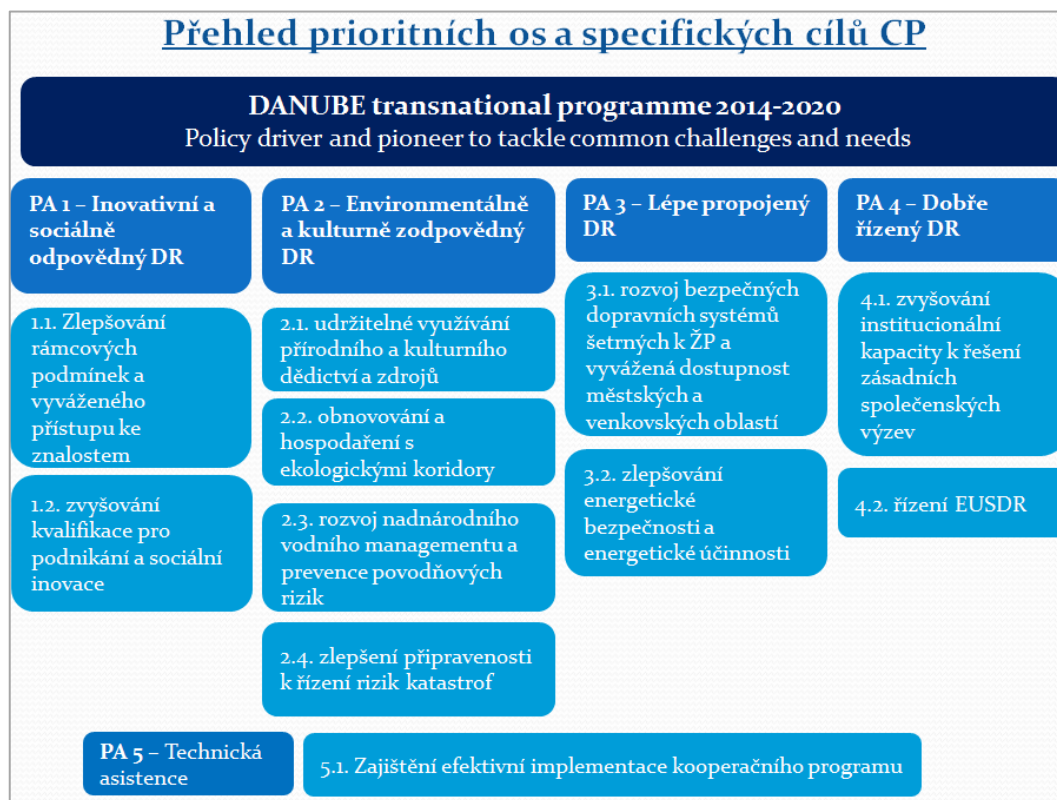 Přehled prioritních os a specifických cílů CP
DANUBE transnational programme 2014-2020
Policy driver and pioneer to tackle common challenges and needs
PA 1 – Inovativní a
sociálně
odpovědný DR
1.1. Zlepšování
rámcových
podmínek a
vyváženého
přístupu ke
znalostem
1.2. zvyšování
kvalifikace pro
podnikání a sociální
inovace
PA 2 – Environmentálně
a kulturně zodpovědný
DR
2.1. udržitelné využívání
přírodního a kulturního
dědictví a zdrojů
2.2. obnovování a
hospodaření s
ekologickými koridory
2.3. rozvoj nadnárodního
vodního managementu a
prevence povodňových
rizik
2.4. zlepšení připravenosti
k řízení rizik katastrof
PA 3 – Lépe propojený
DR
3.1. rozvoj bezpečných
dopravních systémů
šetrných k ŽP a
vyvážená dostupnost
městských a
venkovských oblastí
3.2. zlepšování
energetické
bezpečnosti a
energetické účinnosti
PA 4 – Dobře
řízený DR
4.1. zvyšování
institucionální
kapacity k řešení
zásadních
společenských
výzev
4.2. řízení EUSDR
PA 5 – Technická
asistence
5.1. Zajištění efektivní implementace kooperačního programu